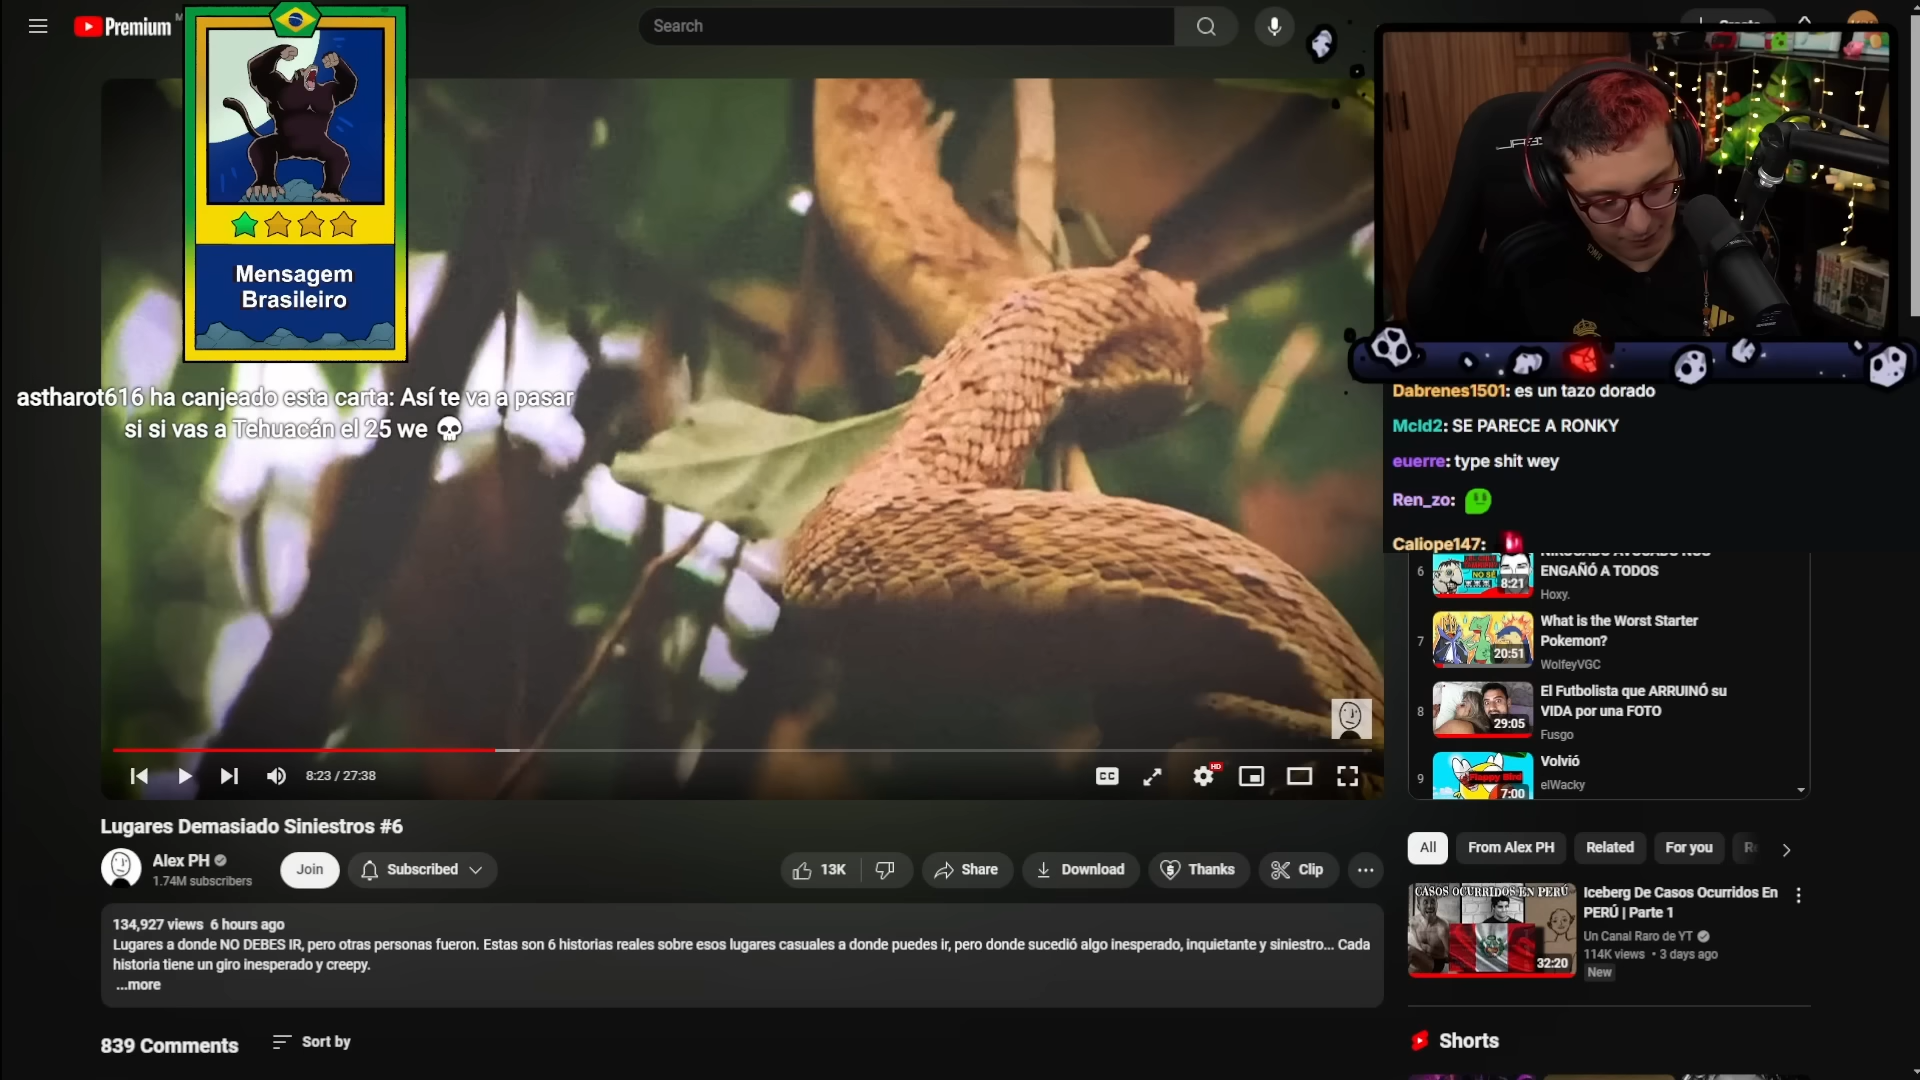 Premium
Search
Mensagem
Brasileiro
astharot616 ha canjeado esta carta: Así te va a pasar
si si vas a Tehuacán el 25 we
Dabrenes1501: es un tazo dorado
Mcld2: SE PARECE A RONKY
euerre: type shit wey
Ren_zo:
Caliope147:
6
8:21
ENGAÑÓ A TODOS
Hoxy.
7
20:51
What is the Worst Starter
Pokemon?
WolfeyVGC
8
29:05
El Futbolista que ARRUINÓ su
VIDA por una FOTO
Fusgo
9
Flappy Bird
7:00
Volvió
elWacky
8:23 / 27:38
CC
HD
Lugares Demasiado Siniestros #6
Alex PH
1.74M subscribers
Join
Subscribed
13K
Share
Download
Thanks
Clip
134,927 views 6 hours ago
Lugares a donde NO DEBES IR, pero otras personas fueron. Estas son 6 historias reales sobre esos lugares casuales a donde puedes ir, pero donde sucedió algo inesperado, inquietante y siniestro... Cada
historia tiene un giro inesperado y creepy.
...more
839 Comments
Sort by
All
From Alex PH
Related
For you
CASOS OCURRIDOS EN PERÚ
32:20
Iceberg De Casos Ocurridos En
PERÚ | Parte 1
Un Canal Raro de YT
114K views • 3 days ago
New
Shorts